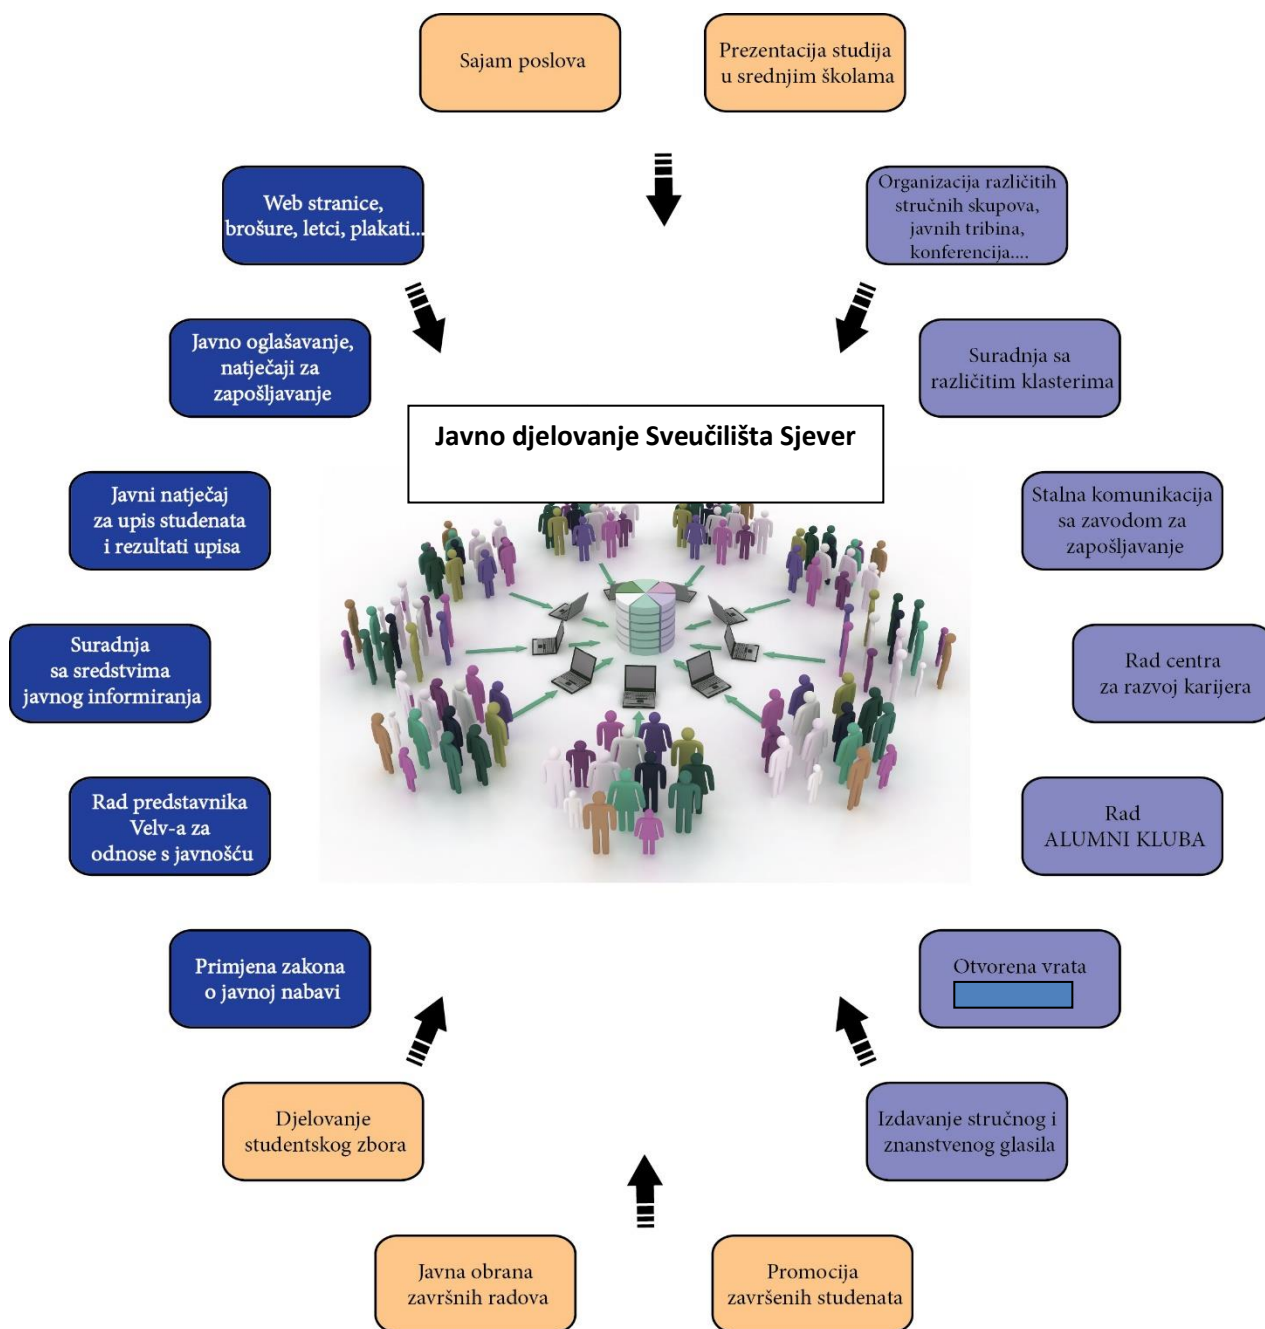 Sajam poslova
Prezentacija studija
u srednjim školama
Web stranice,
brošure, letci, plakati...
Organizacija različitih
stručnih skupova,
javnih tribina,
konferencija....
Javno oglašavanje,
natječaji za
zapošljavanje
Suradnja sa
različitim klasterima
Javno djelovanje Sveučilišta Sjever
Javni natječaj
za upis studenata
i rezultati upisa
Stalna komunikacija
sa zavodom za
zapošljavanje
Suradnja
sa sredstvima
javnog informiranja
Rad centra
za razvoj karijera
Rad predstavnika
Velv-a za
odnose s javnošću
Rad
ALUMNI KLUBA
Primjena zakona
o javnoj nabavi
Otvorena vrata
Djelovanje
studentskog zbora
Izdavanje stručnog i
znanstvenog glasila
Javna obrana
završnih radova
Promocija
završenih studenata